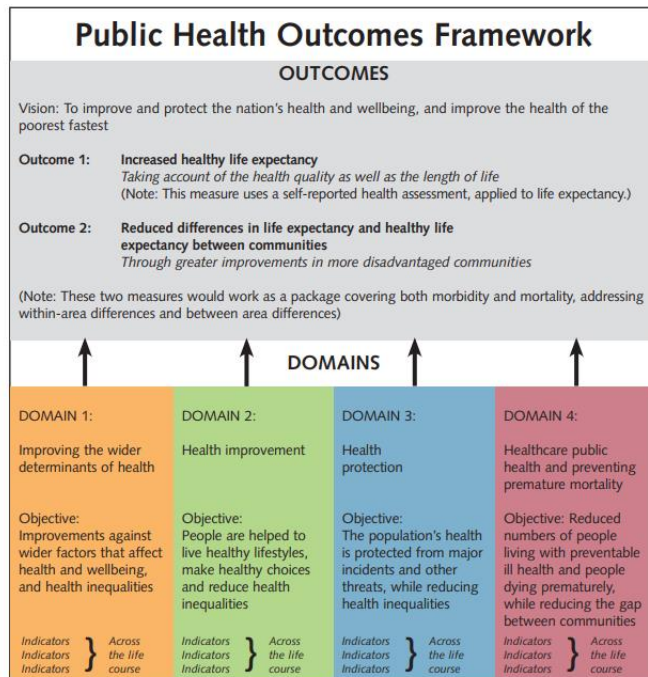 Public Health Outcomes Framework
OUTCOMES
Vision: To improve and protect the nation's health and wellbeing, and improve the health of the
poorest fastest
Outcome 1: Increased healthy life expectancy
Taking account of the health quality as well as the length of life
(Note: This measure uses a self-reported health assessment, applied to life expectancy.)
Outcome 2: Reduced differences in life expectancy and healthy life
expectancy between communities
Through greater improvements in more disadvantaged communities
(Note: These two measures would work as a package covering both morbidity and mortality, addressing
within-area differences and between area differences)
DOMAINS
DOMAIN 1:
Improving the wider
determinants of health
Objective:
Improvements against
wider factors that affect
health and wellbeing,
and health inequalities
Indicators } Across
Indicators the life
Indicators course
DOMAIN 2:
Health improvement
Objective:
People are helped to
live healthy lifestyles,
make healthy choices
and reduce health
inequalities
Indicators } Across
Indicators the life
Indicators course
DOMAIN 3:
Health
protection
Objective:
The population's health
is protected from major
incidents and other
threats, while reducing
health inequalities
Indicators } Across
Indicators the life
Indicators course
DOMAIN 4:
Healthcare public
health and preventing
premature mortality
Objective: Reduced
numbers of people
living with preventable
ill health and people
dying prematurely,
while reducing the gap
between communities
Indicators } Across
Indicators the life
Indicators course